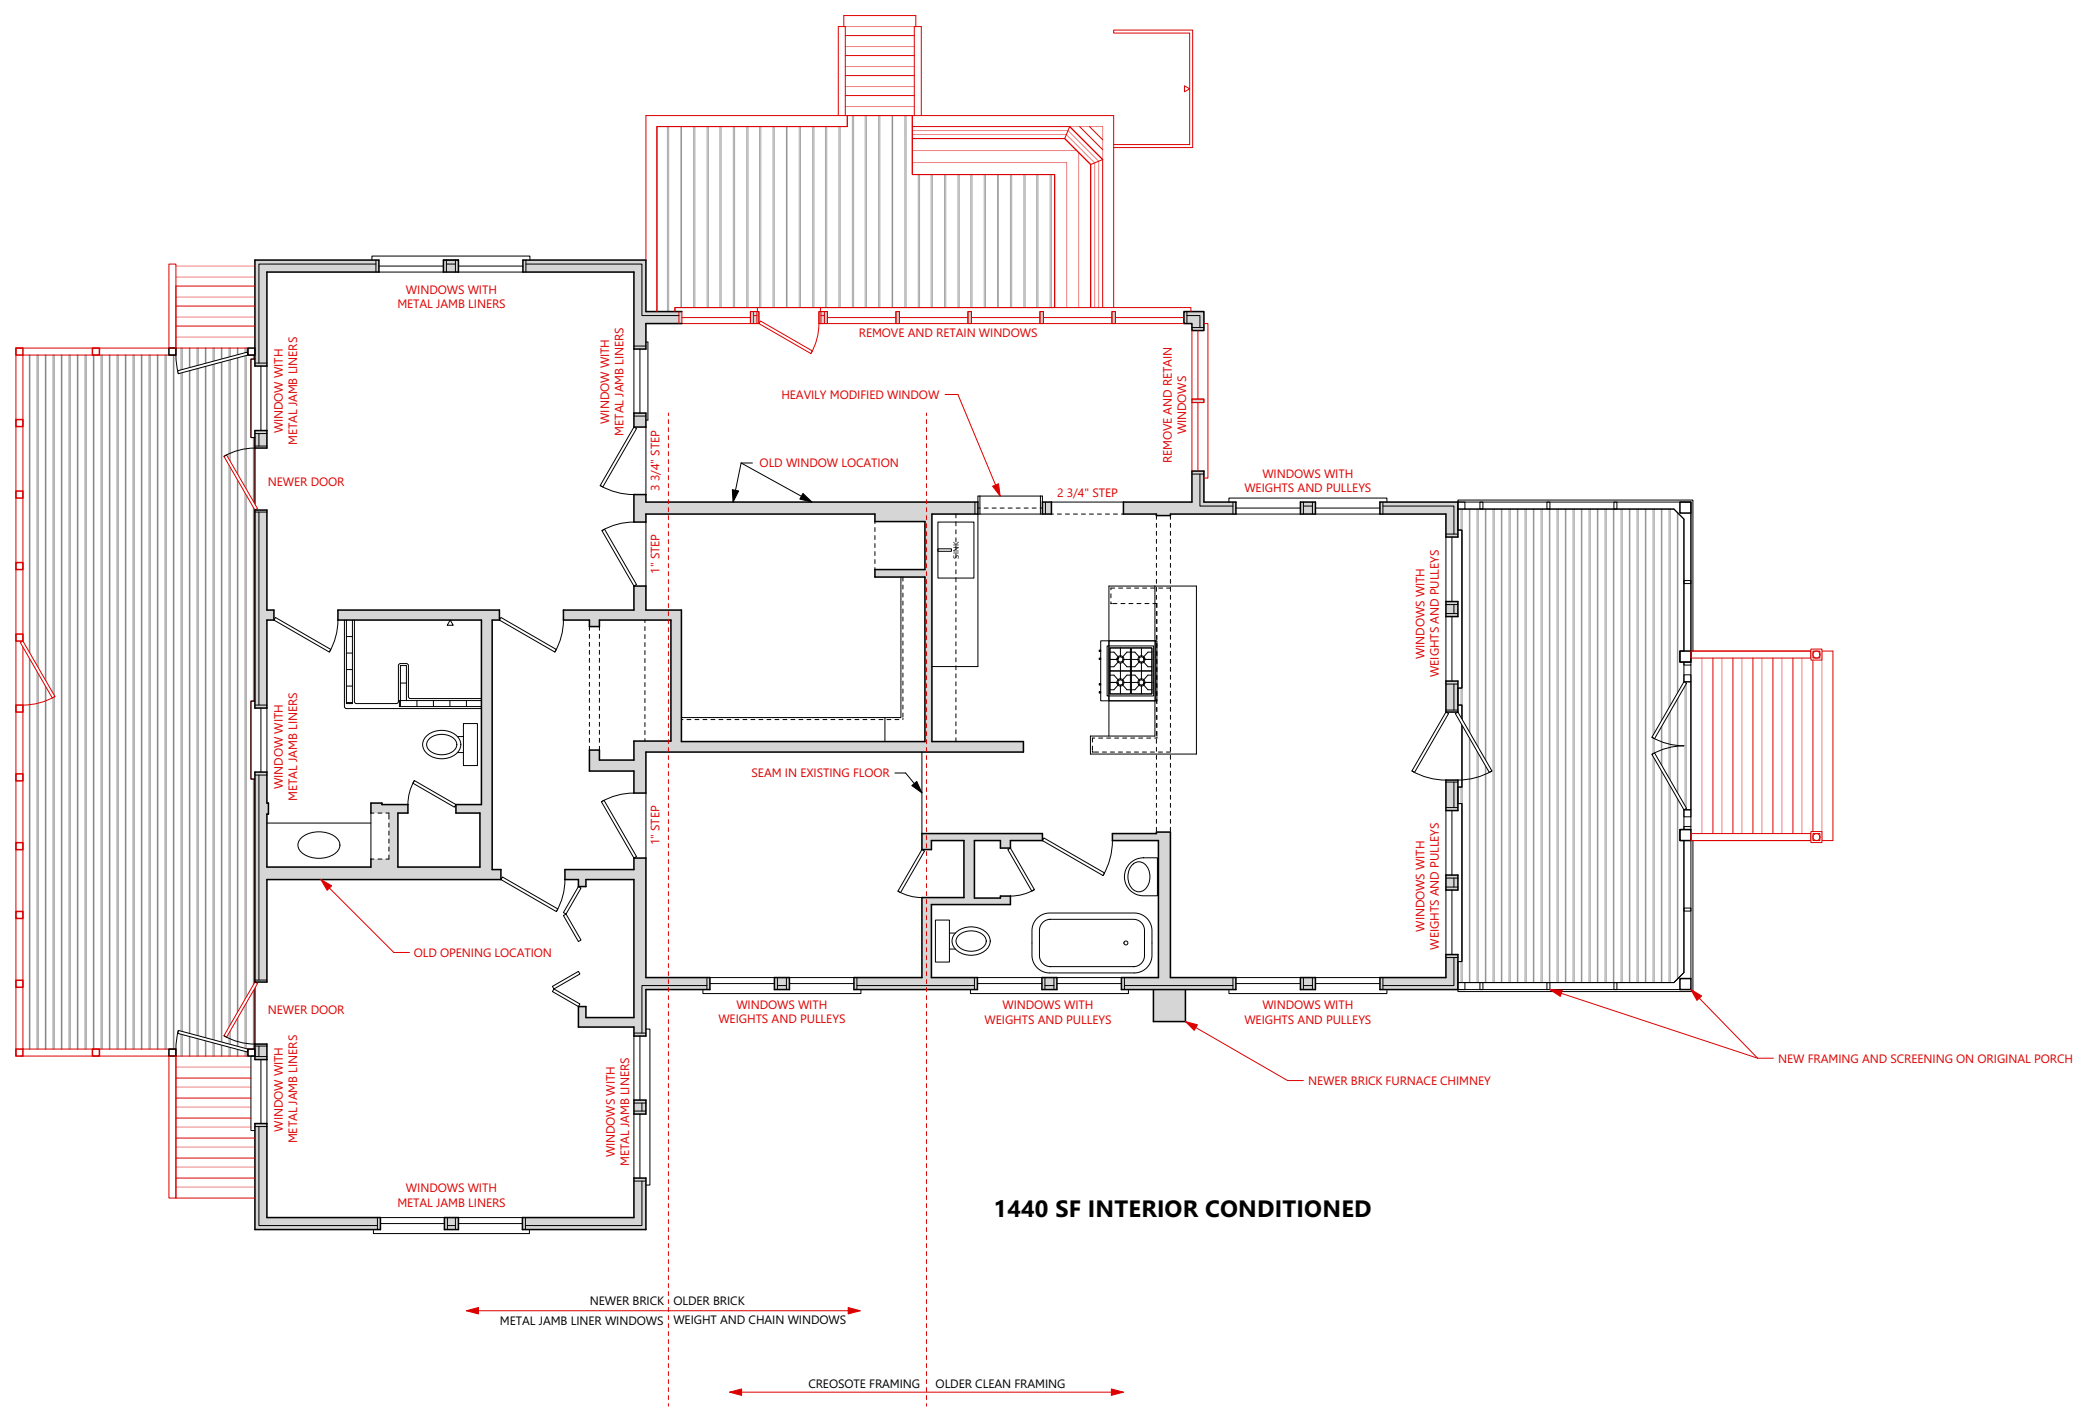 WINDOWS WITH
METAL JAMB LINERS
WINDOW WITH
METAL JAMB LINERS
WINDOW WITH
METAL JAMB LINERS
REMOVE AND RETAIN WINDOWS
REMOVE AND RETAIN
WINDOWS
HEAVILY MODIFIED WINDOW
3 3/4" STEP
OLD WINDOW LOCATION
NEWER DOOR
2 3/4" STEP
WINDOWS WITH
WEIGHTS AND PULLEYS
1" STEP
SINK
WINDOWS WITH
WEIGHTS AND PULLEYS
WINDOW WITH
METAL JAMB LINERS
SEAM IN EXISTING FLOOR
1" STEP
WINDOWS WITH
WEIGHTS AND PULLEYS
OLD OPENING LOCATION
NEWER DOOR
WINDOWS WITH
WEIGHTS AND PULLEYS
WINDOWS WITH
WEIGHTS AND PULLEYS
WINDOWS WITH
WEIGHTS AND PULLEYS
WINDOW WITH
METAL JAMB LINERS
WINDOWS WITH
METAL JAMB LINERS
NEW FRAMING AND SCREENING ON ORIGINAL PORCH
NEWER BRICK FURNACE CHIMNEY
WINDOWS WITH
METAL JAMB LINERS
1440 SF INTERIOR CONDITIONED
NEWER BRICK OLDER BRICK
METAL JAMB LINER WINDOWS WEIGHT AND CHAIN WINDOWS
CREOSOTE FRAMING OLDER CLEAN FRAMING